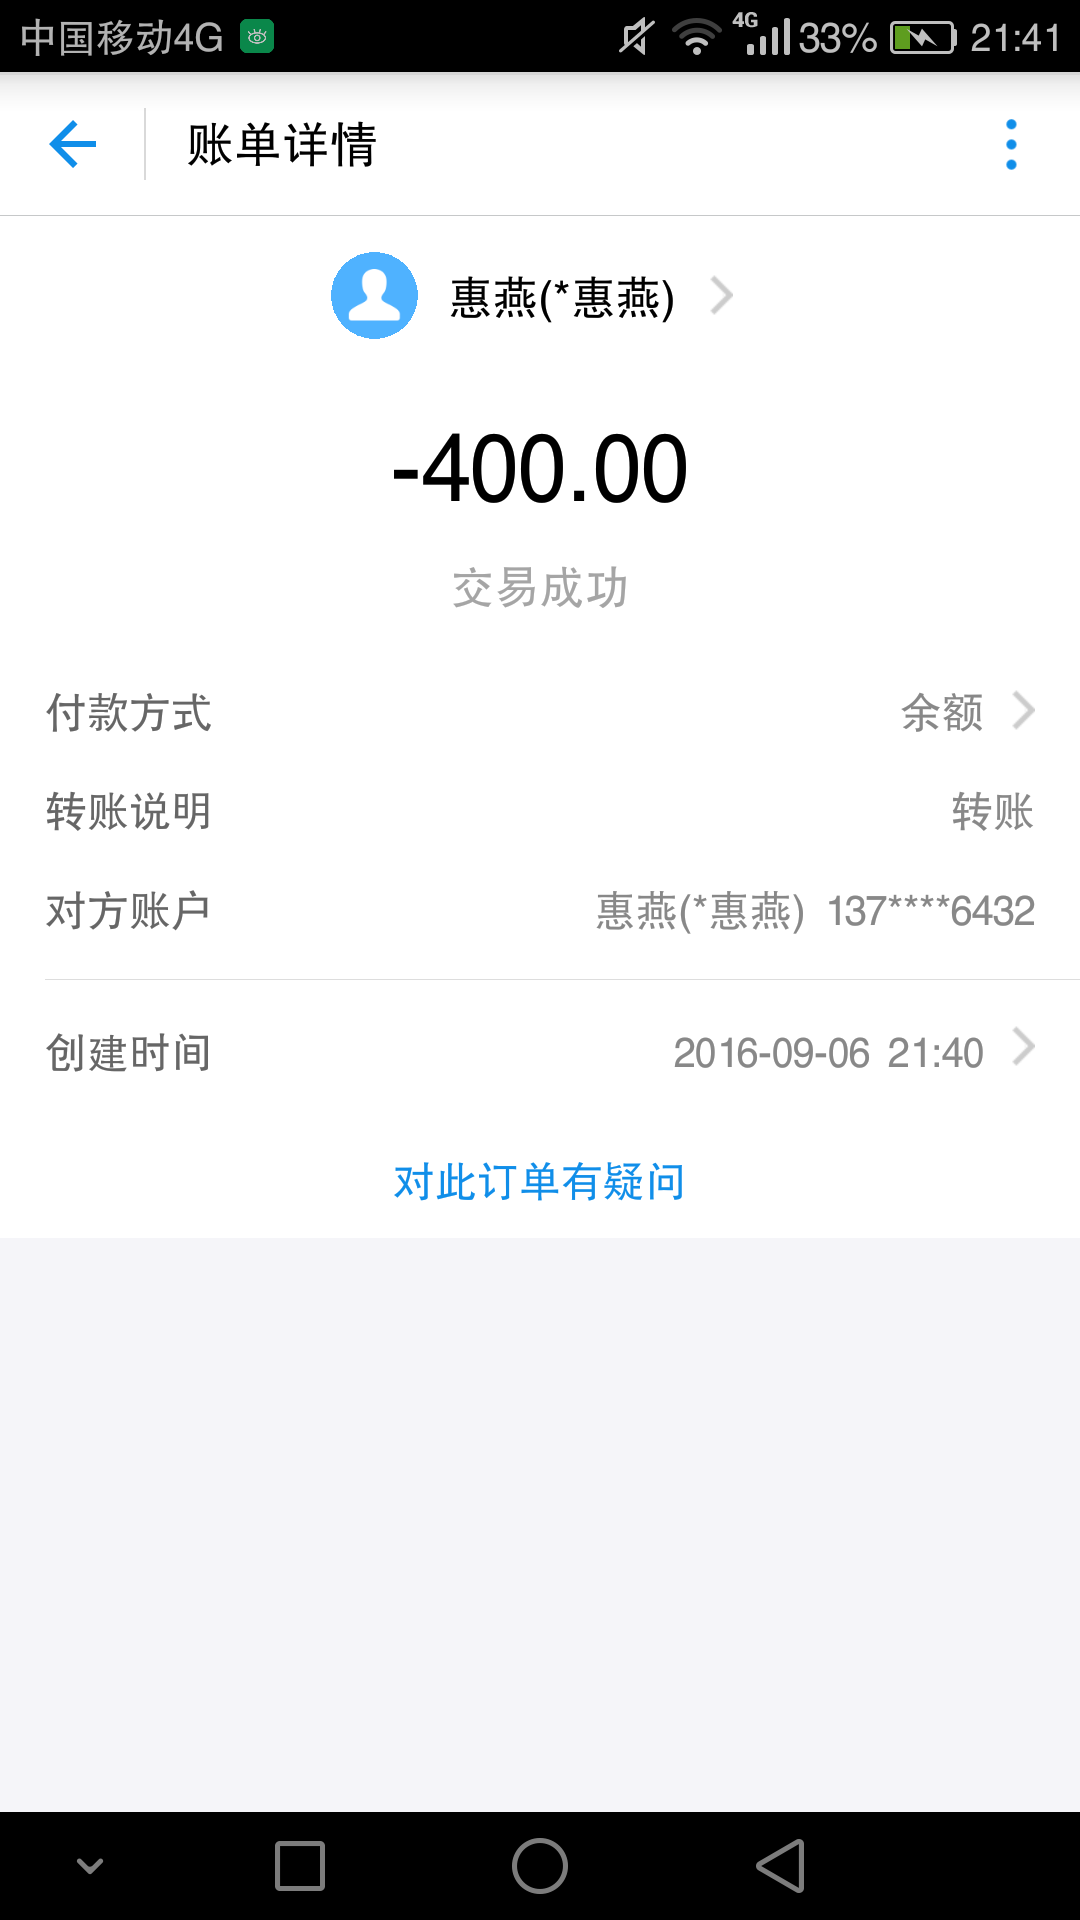 中国移动4G 4G 33% 21:41
账单详情
惠燕(*惠燕)
-400.00
交易成功
付款方式 余额
转账说明 转账
对方账户 惠燕(*惠燕) 137****6432
创建时间 2016-09-06 21:40
对此订单有疑问